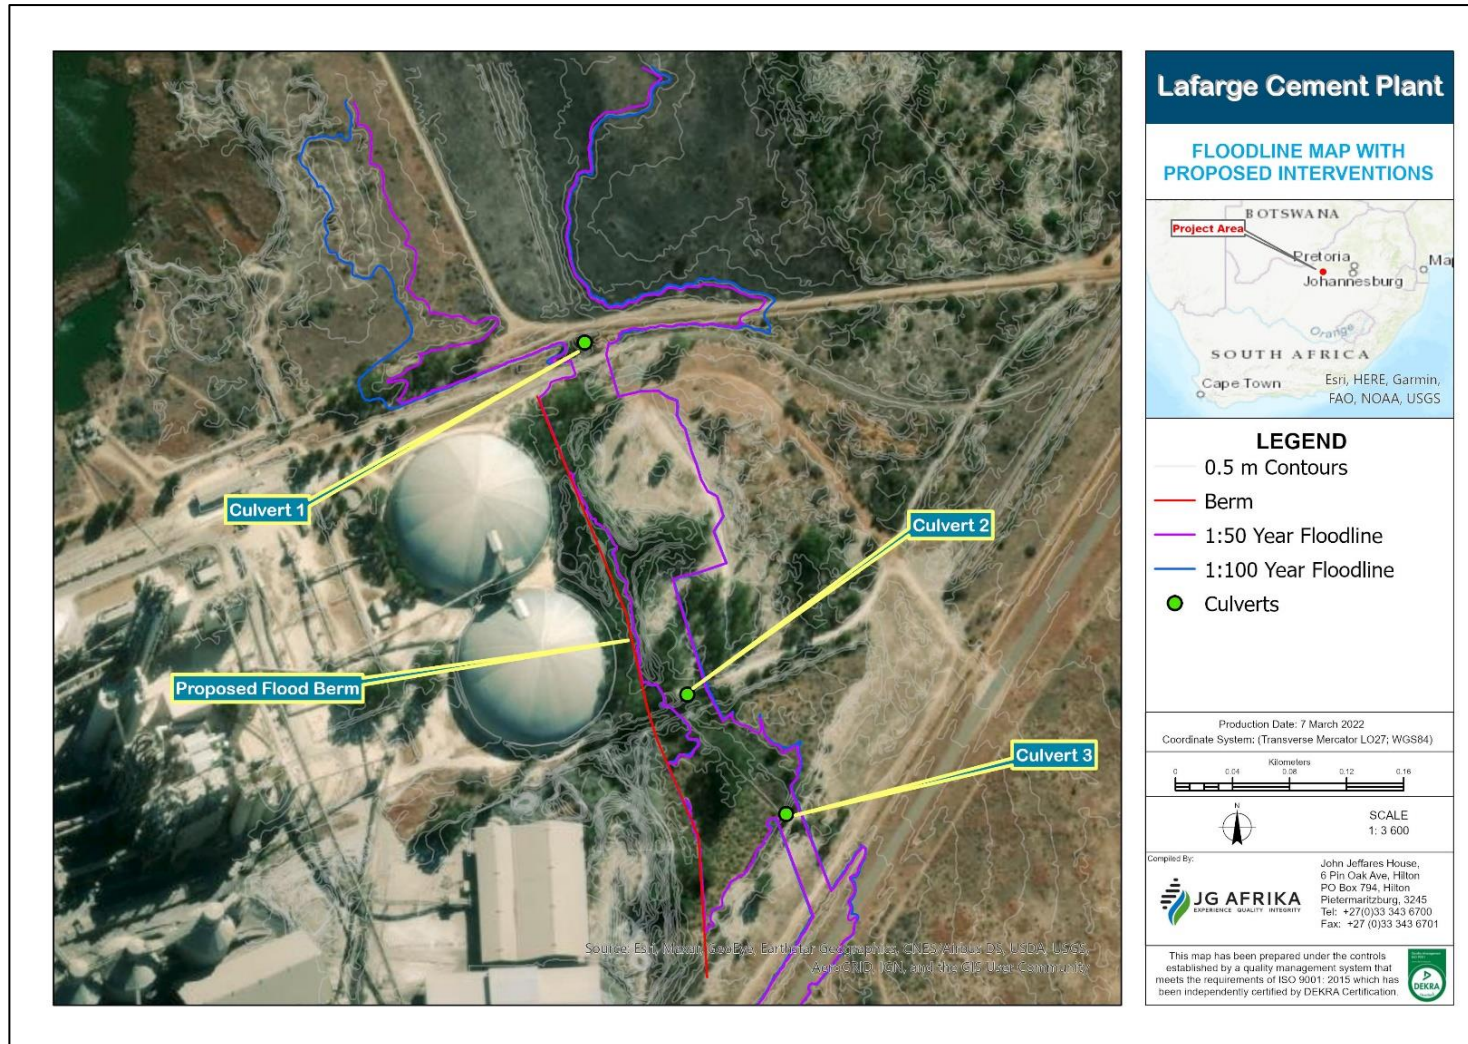 Lafarge Cement Plant
FLOODLINE MAP WITH
PROPOSED INTERVENTIONS
BOTSWANA
Project Area
Pretoria
Map
Johannesburg
Orange
SOUTH AFRICA
Cape Town
Esri, HERE, Garmin,
FAO, NOAA, USGS
LEGEND
0.5 m Contours
Berm
1:50 Year Floodline
1:100 Year Floodline
Culverts
Culvert 1
Culvert 2
Proposed Flood Berm
Culvert 3
Source: Esri, Maxar, GeoEye, Earthstar Geographics, CNES/Airbus DS, USDA, USGS,
AeroGRID, IGN, and the GIS User Community
Production Date: 7 March 2022
Coordinate System: (Transverse Mercator LO27; WGS84)
Kilometers
0 0.04 0.08 0.12 0.16
N
SCALE
1: 3 600
Compiled By:
JG AFRIKA
EXPERIENCE QUALITY INTEGRITY
John Jeffares House,
6 Pin Oak Ave, Hilton
PO Box 794, Hilton
Pietermaritzburg, 3245
Tel: +27(0)33 343 6700
Fax: +27 (0)33 343 6701
This map has been prepared under the controls
established by a quality management system that
meets the requirements of ISO 9001: 2015 which has
been independently certified by DEKRA Certification.
DEKRA